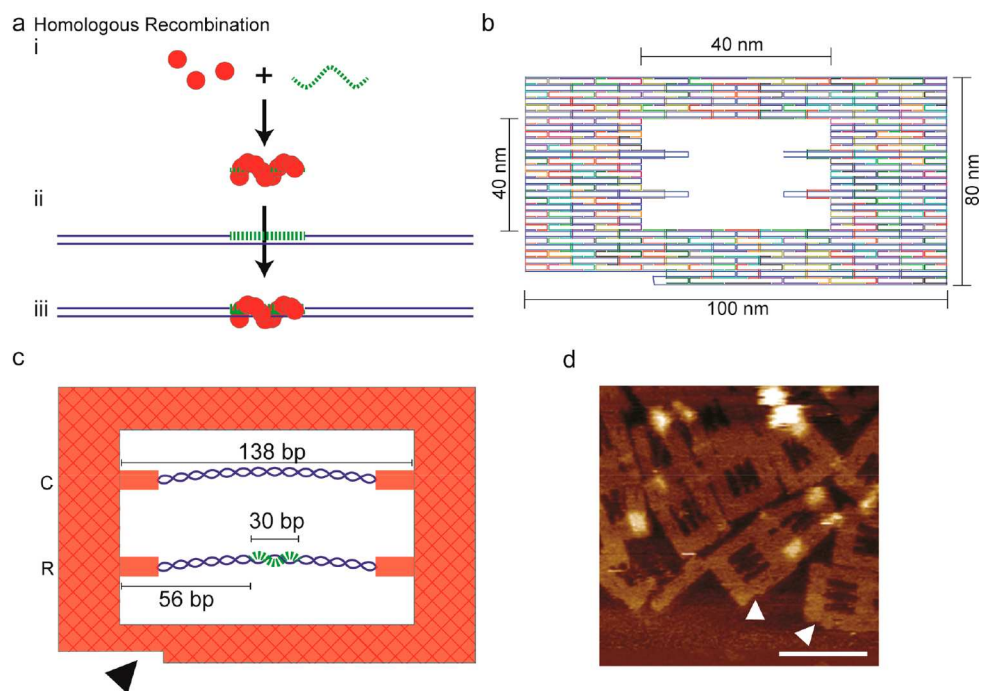 a Homologous Recombination
i
+
ii
iii
b
40 nm
40 nm
80 nm
100 nm
c
138 bp
C
30 bp
R
56 bp
d